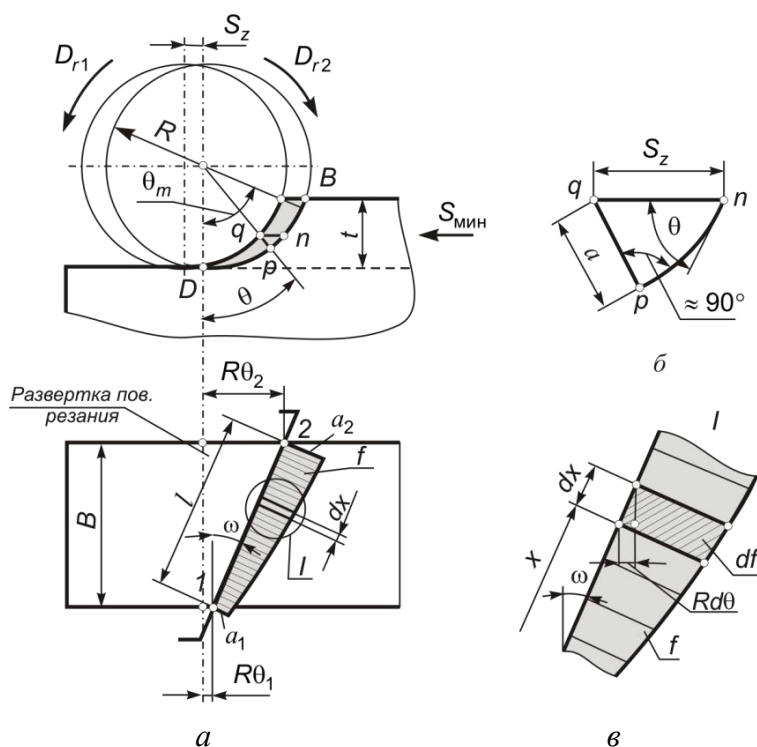 S_z
D_r1
D_r2
R
B
θ_m
q
n
p
t
S_мин
D
θ
S_z
q
n
θ
a
p
≈ 90°
б
Rθ_2
Развертка пов.
резания
2
a_2
f
l
B
ω
dx
I
1
a_1
Rθ_1
а
I
dx
x
ω
df
Rdθ
f
в